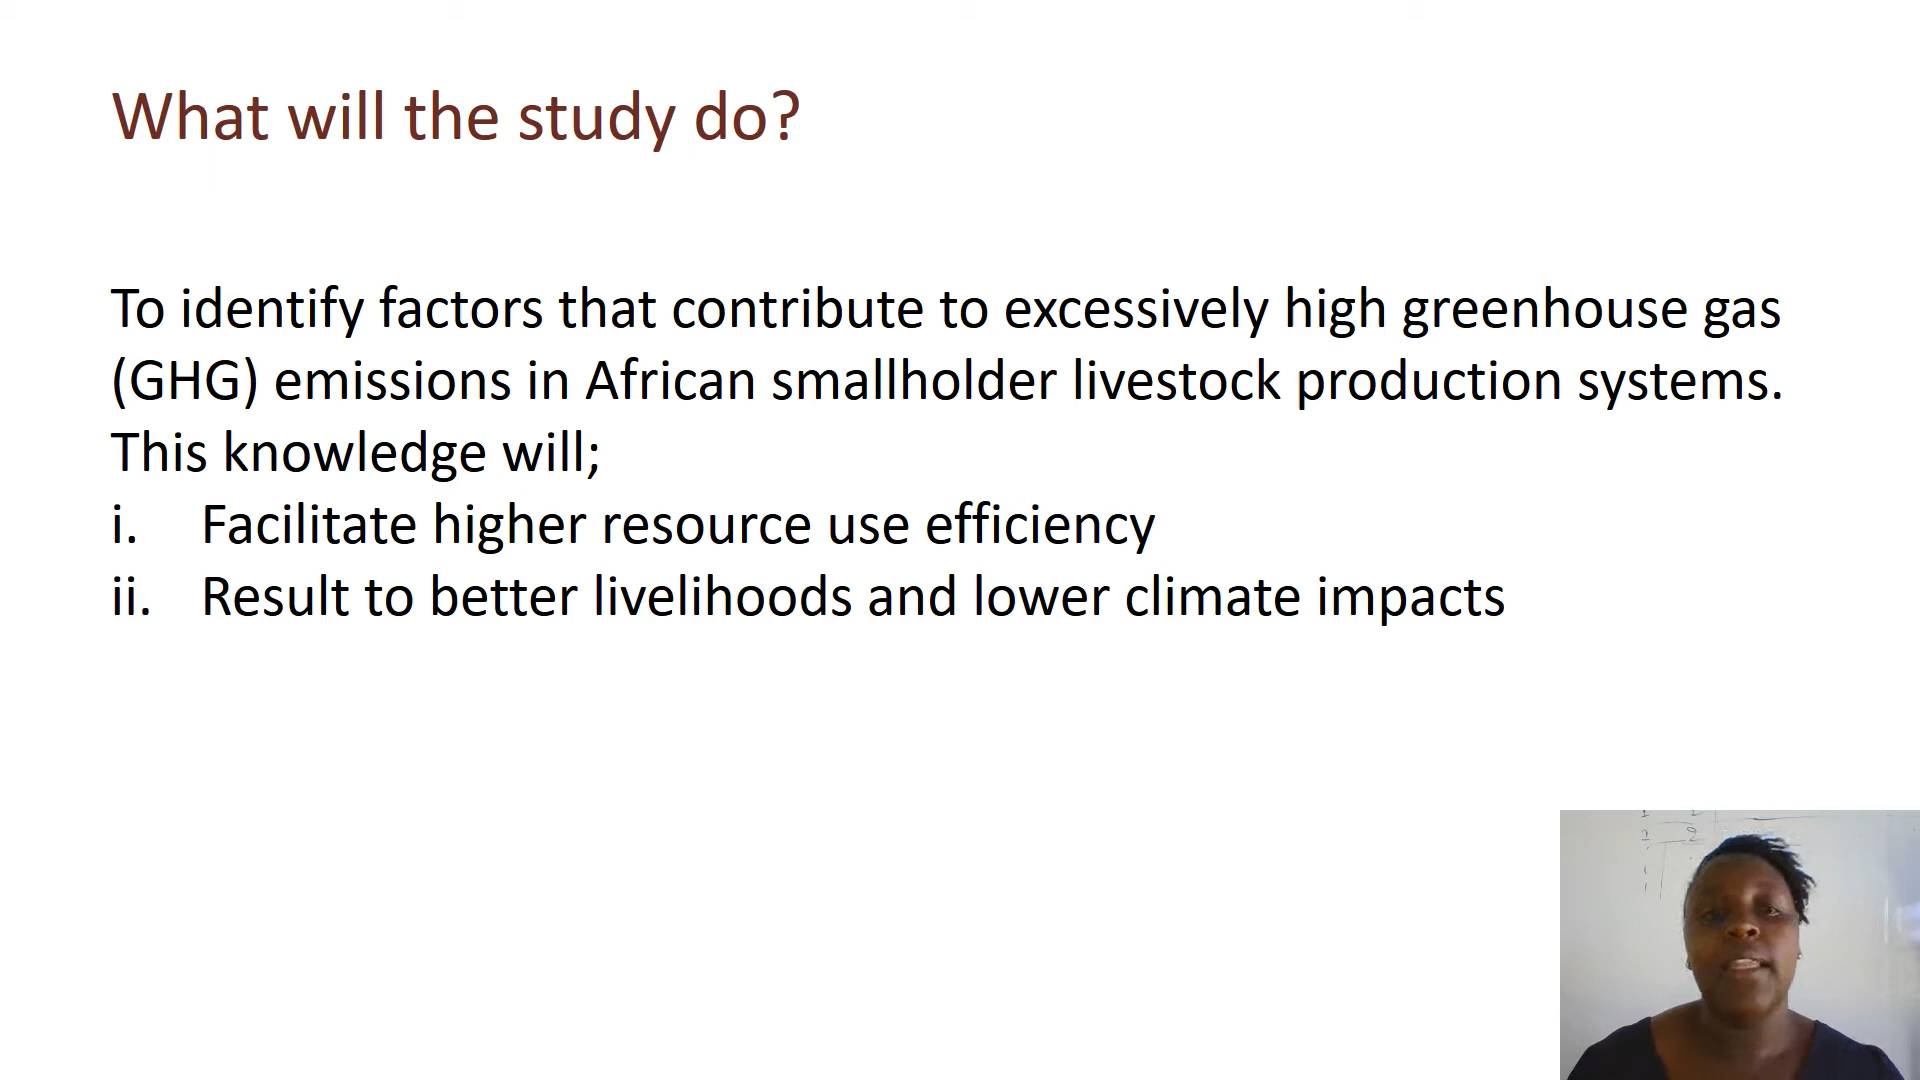 What will the study do?
To identify factors that contribute to excessively high greenhouse gas
(GHG) emissions in African smallholder livestock production systems.
This knowledge will;
i. Facilitate higher resource use efficiency
ii. Result to better livelihoods and lower climate impacts